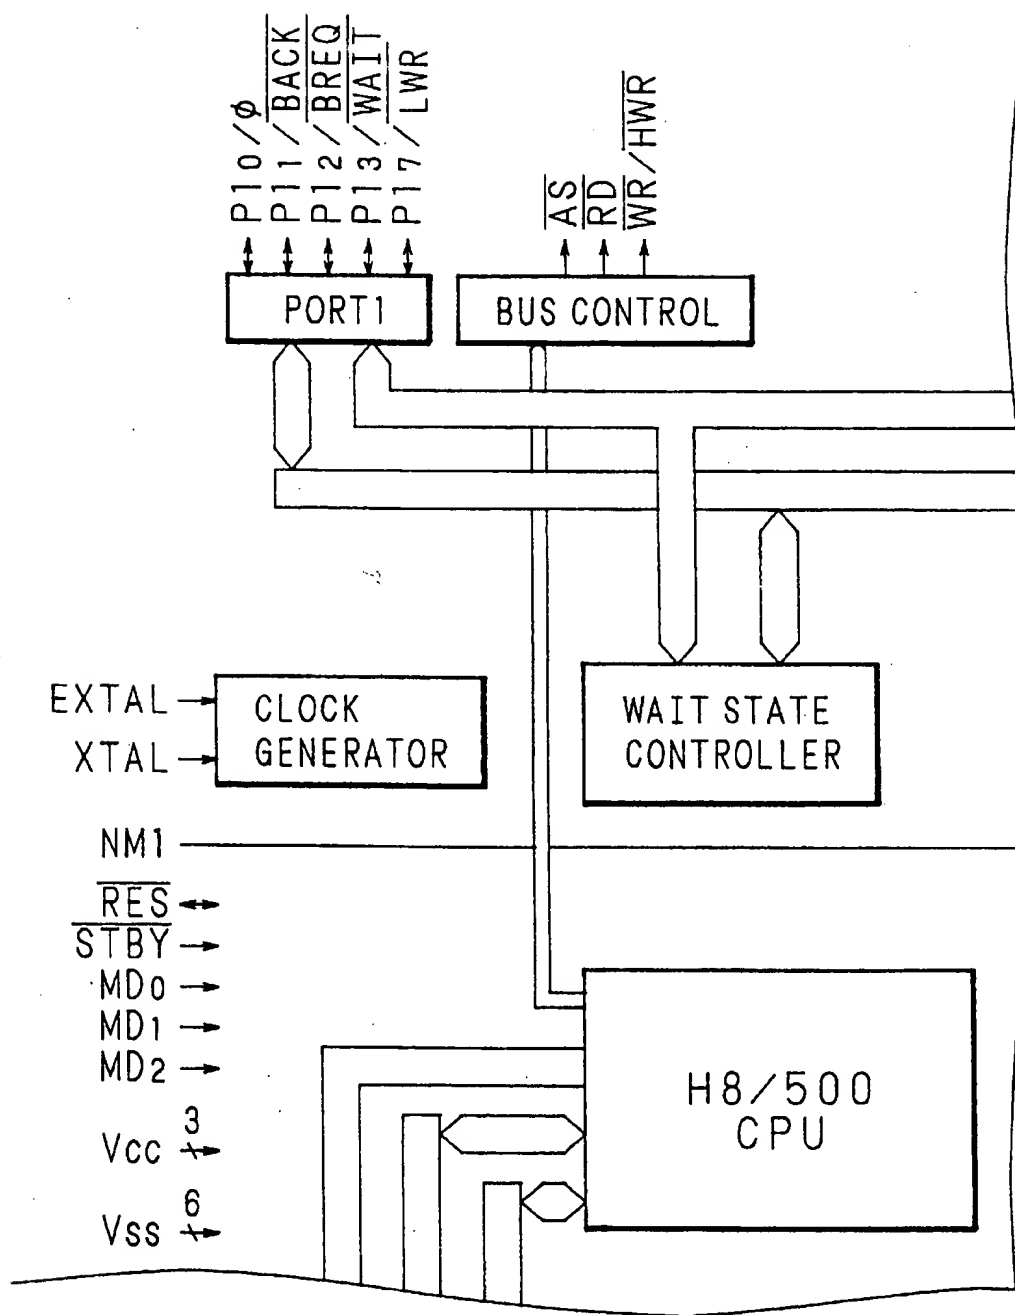 P10/φ
P11/BACK
P12/BREQ
P13/WAIT
P17/LWR
AS
RD
WR/HWR
PORT1
BUS CONTROL
EXTAL
XTAL
CLOCK
GENERATOR
WAIT STATE
CONTROLLER
NM1
RES
STBY
MD0
MD1
MD2
H8/500
CPU
3
Vcc
6
Vss